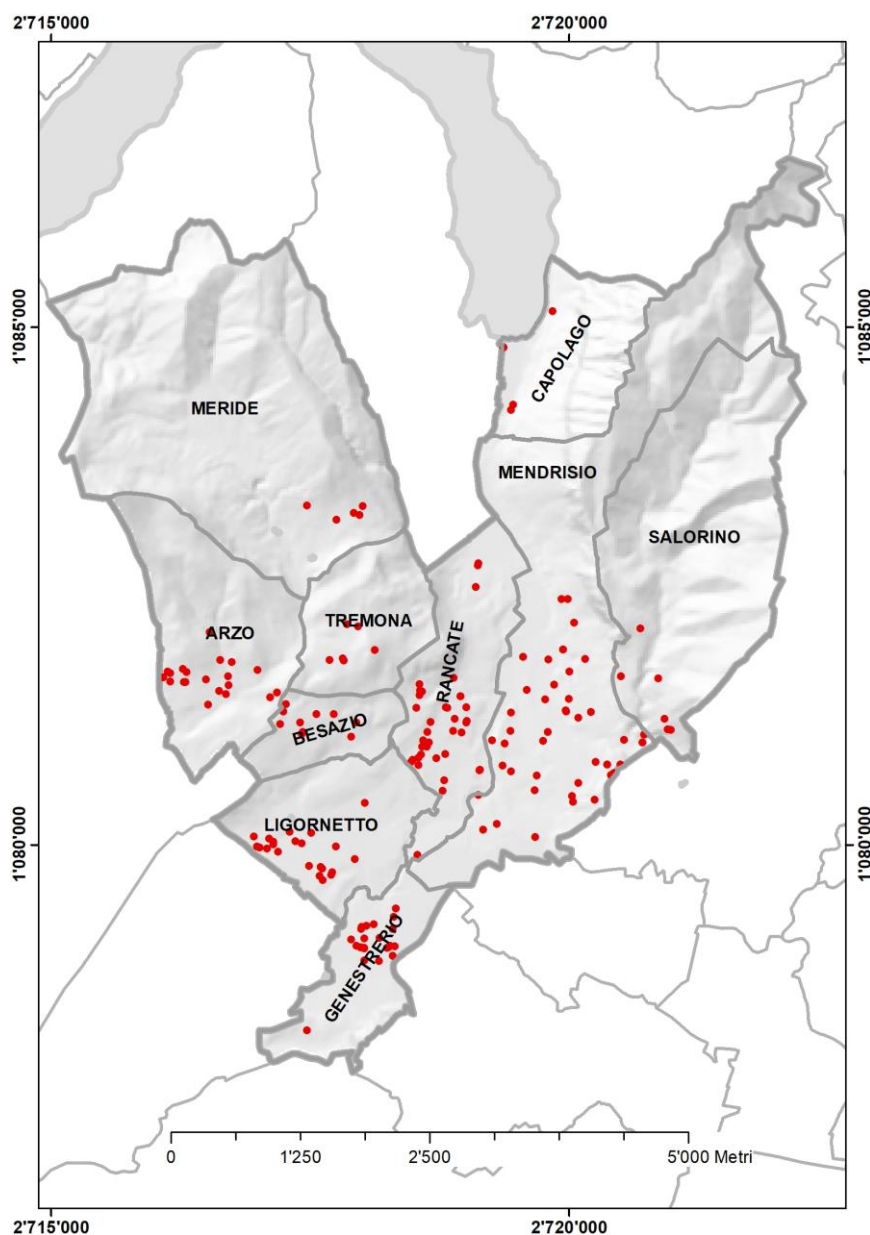 2'715'000 2'720'000
1'085'000 1'085'000
CAPOLAGO
MERIDE
MENDRISIO
SALORINO
TREMONA
ARZO
RANCATE
BESAZIO
LIGORNETTO
1'080'000 1'080'000
GENESTRERIO
0 1'250 2'500 5'000 Metri
2'715'000 2'720'000